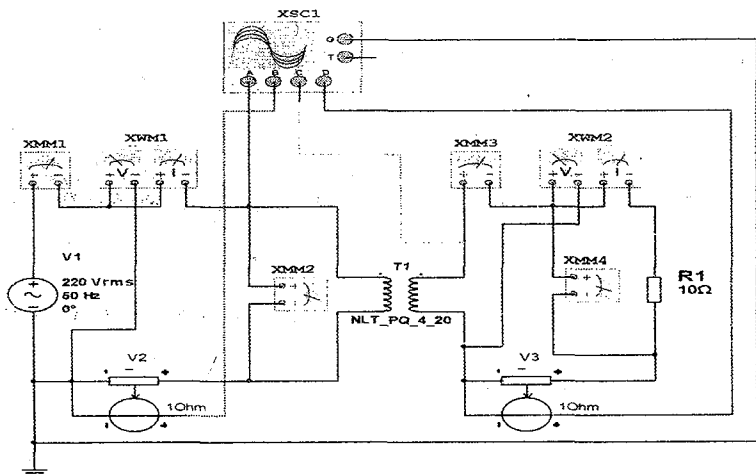 XSC1
G
T
A B C D
XMM1
XWM1
XMM3
XWM2
V I
V I
V1
220 Vrms
50 Hz
0°
XMM2
T1
NLT_PQ_4_20
XMM4
R1
10Ω
V2
1Ohm
V3
1Ohm